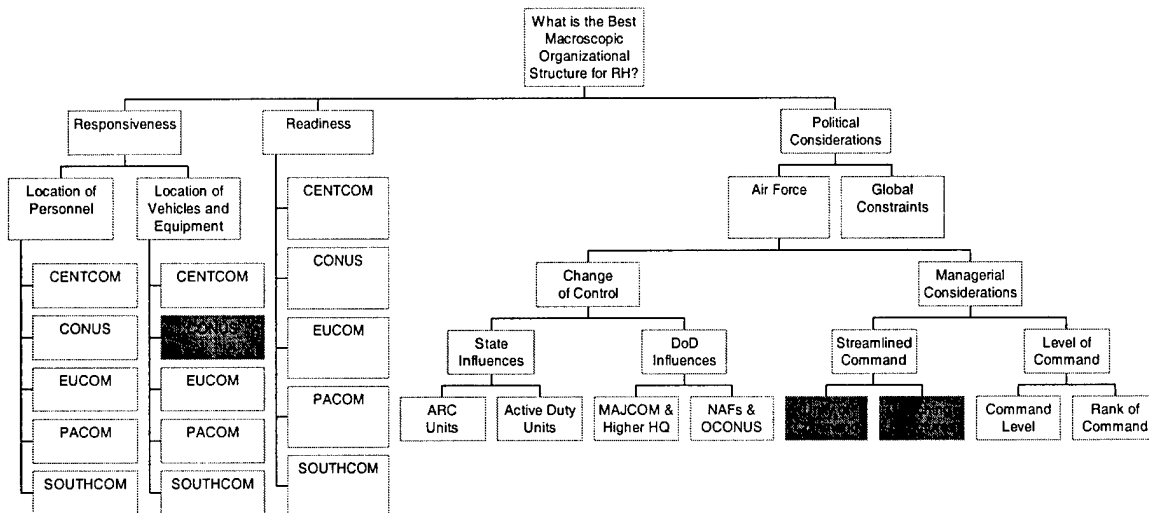 What is the Best
Macroscopic
Organizational
Structure for RH?
Responsiveness
Readiness
Political
Considerations
Location of
Personnel
Location of
Vehicles and
Equipment
Air Force
Global
Constraints
CENTCOM
CONUS
EUCOM
PACOM
SOUTHCOM
CENTCOM
CONUS
EUCOM
PACOM
SOUTHCOM
CENTCOM
CONUS
EUCOM
PACOM
SOUTHCOM
Change
of Control
Managerial
Considerations
State
Influences
DoD
Influences
Streamlined
Command
Level of
Command
ARC
Units
Active Duty
Units
MAJCOM &
Higher HQ
NAFs &
OCONUS
Command
Level
Rank of
Command